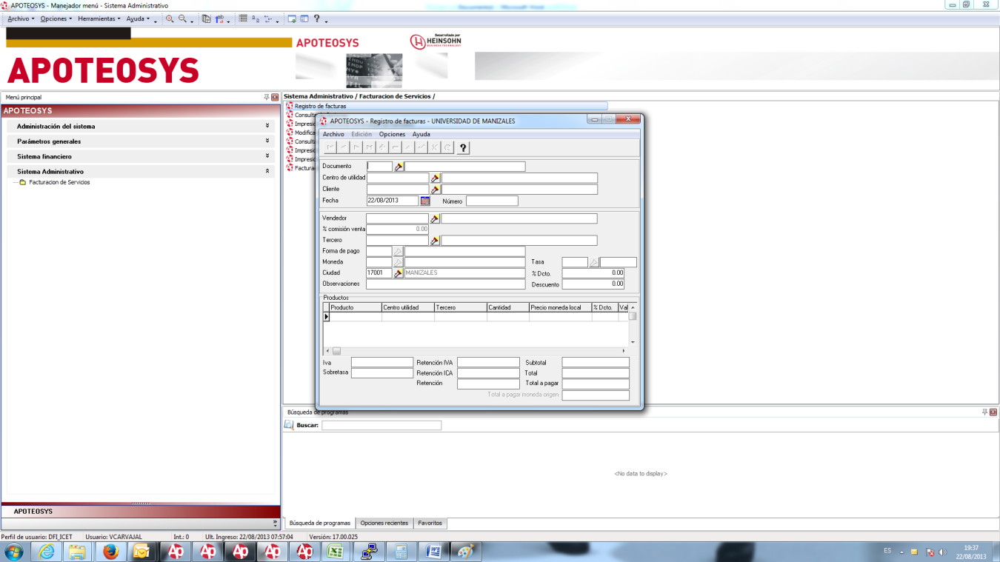 APOTEOSYS - Manejador menú - Sistema Administrativo
Archivo Opciones Herramientas Ayuda
APOTEOSYS
Desarrollado por
HEINSOHN
BUSINESS TECHNOLOGY
APOTEOSYS
Menú principal
APOTEOSYS
Administración del sistema
Parámetros generales
Sistema financiero
Sistema Administrativo
Facturacion de Servicios
Sistema Administrativo / Facturacion de Servicios /
Registro de facturas
Consult
Impresi
Modifica
Consult
Impresi
Impresi
Factura
APOTEOSYS - Registro de facturas - UNIVERSIDAD DE MANIZALES
Archivo Edición Opciones Ayuda
Documento
Centro de utilidad
Cliente
Fecha 22/08/2013 Número
Vendedor
% comisión venta 0.00
Tercero
Forma de pago
Moneda Tasa
Ciudad 17001 MANIZALES % Dcto. 0.00
Observaciones Descuento 0.00
Productos
Producto Centro utilidad Tercero Cantidad Precio moneda local % Dcto. Val
Iva Retención IVA Subtotal
Sobretasa Retención ICA Total
Retención Total a pagar
Total a pagar moneda origen
Búsqueda de programas
Buscar:
<No data to display>
APOTEOSYS
Búsqueda de programas Opciones recientes Favoritos
Perfil de usuario: DFI_ICET Usuario: VCARVAJAL Int.: 0 Ult. Ingreso: 22/08/2013 07:57:04 Versión: 17.00.025
ES 19:37
22/08/2013